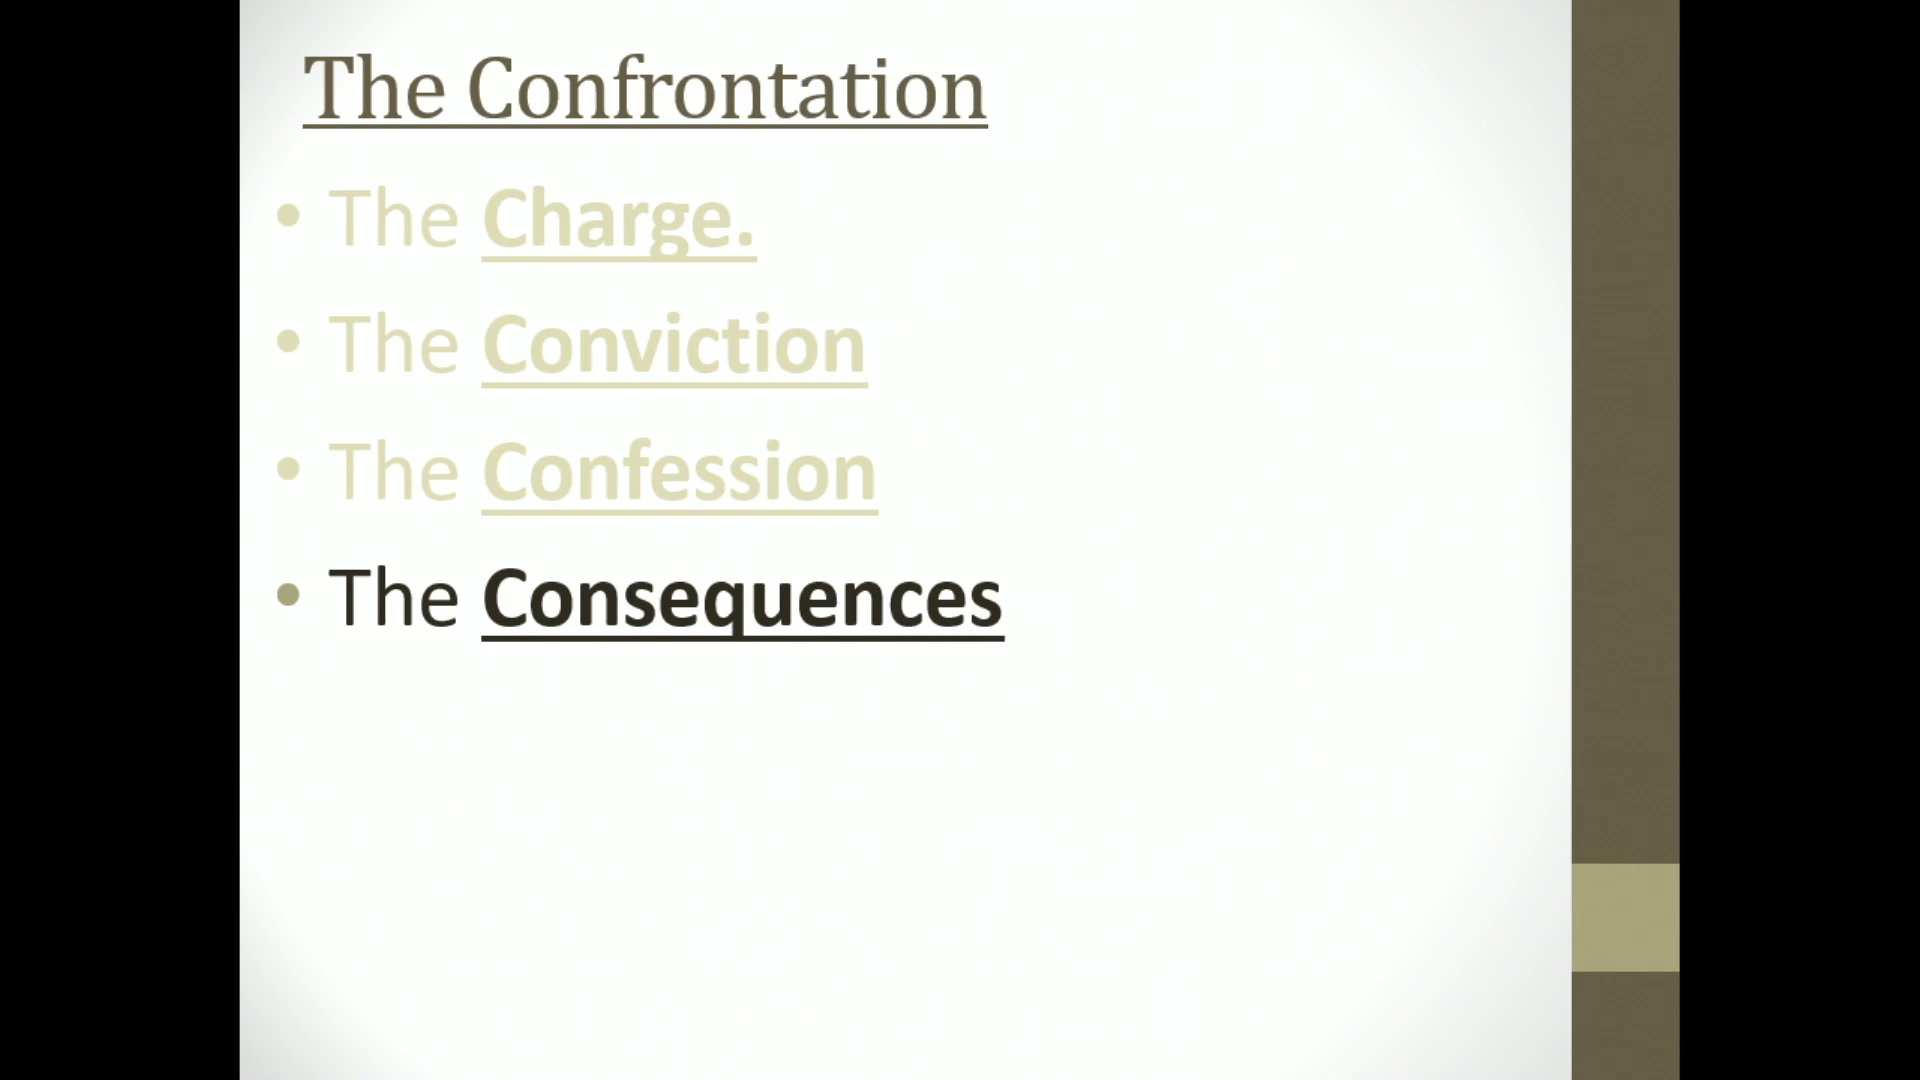 The Confrontation
• The Charge.
• The Conviction
• The Confession
• The Consequences